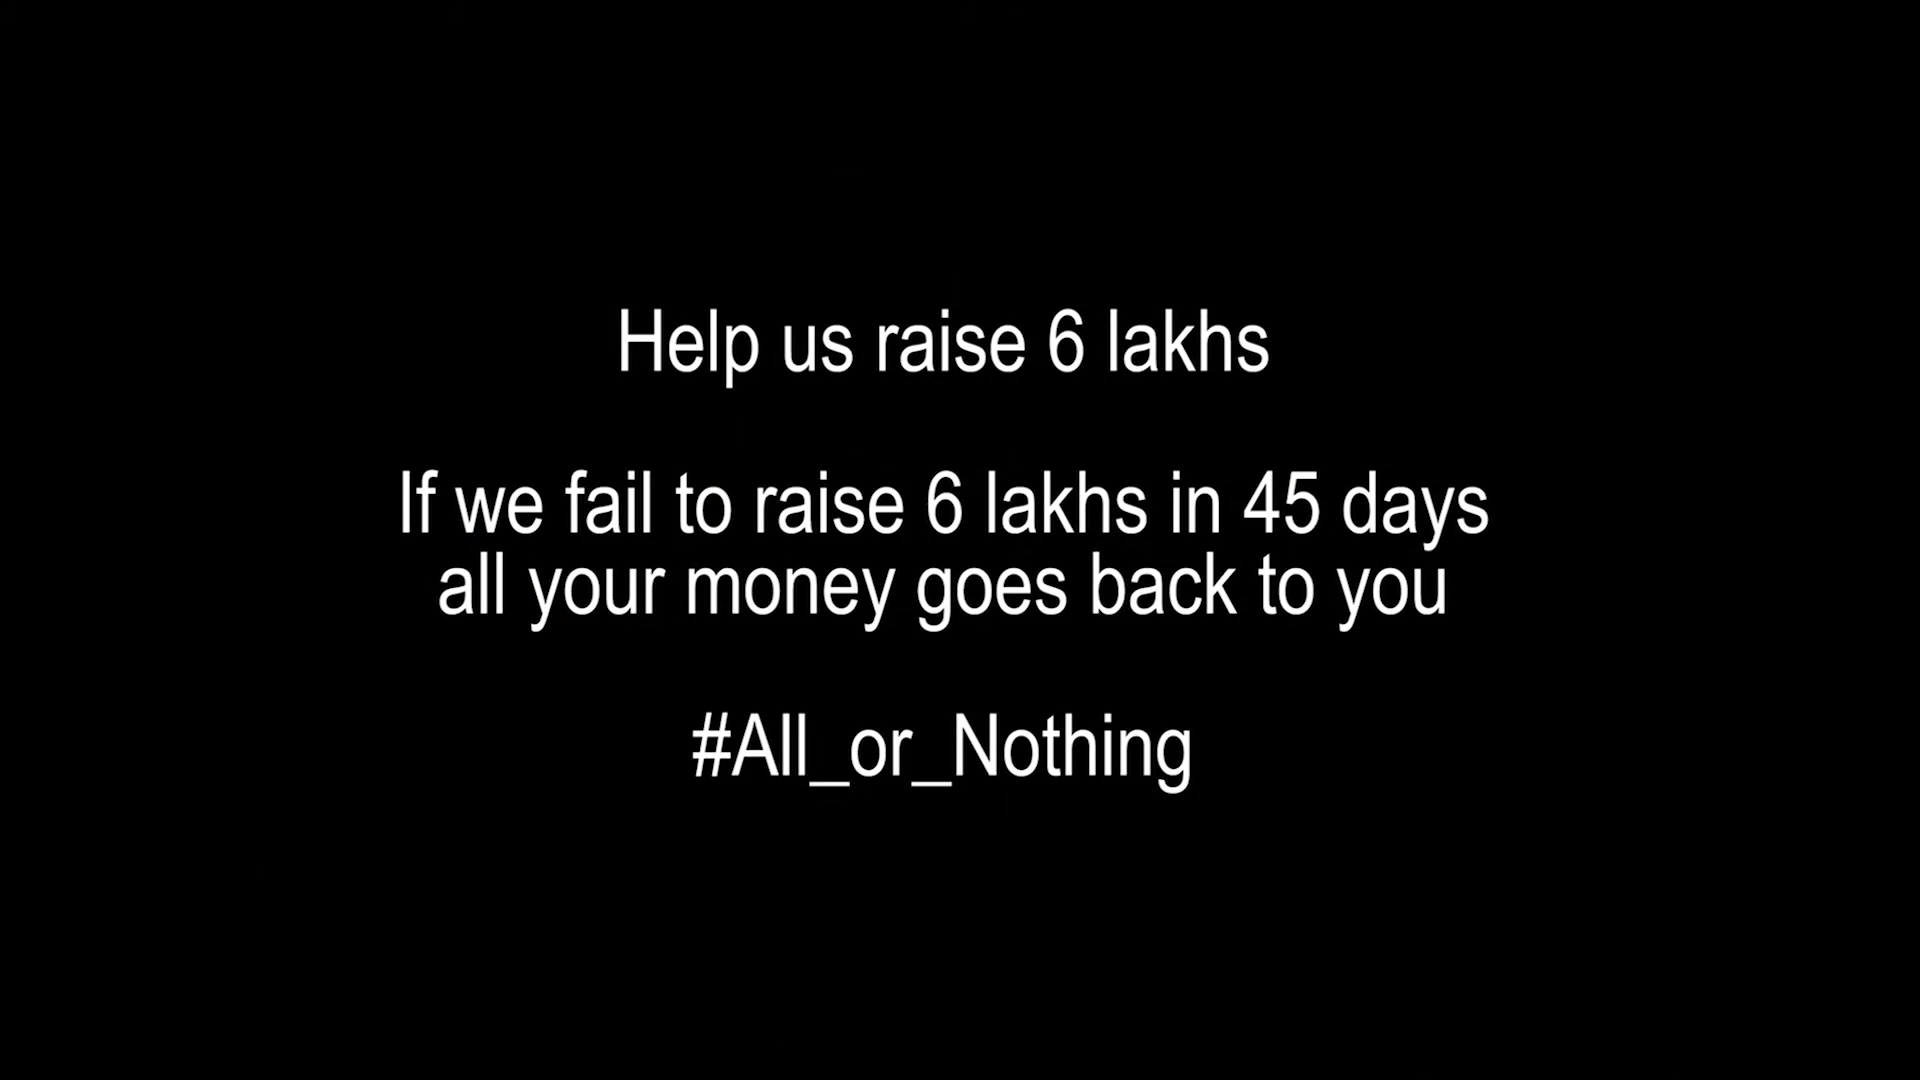 Help us raise 6 lakhs
If we fail to raise 6 lakhs in 45 days
all your money goes back to you
#All_or_Nothing